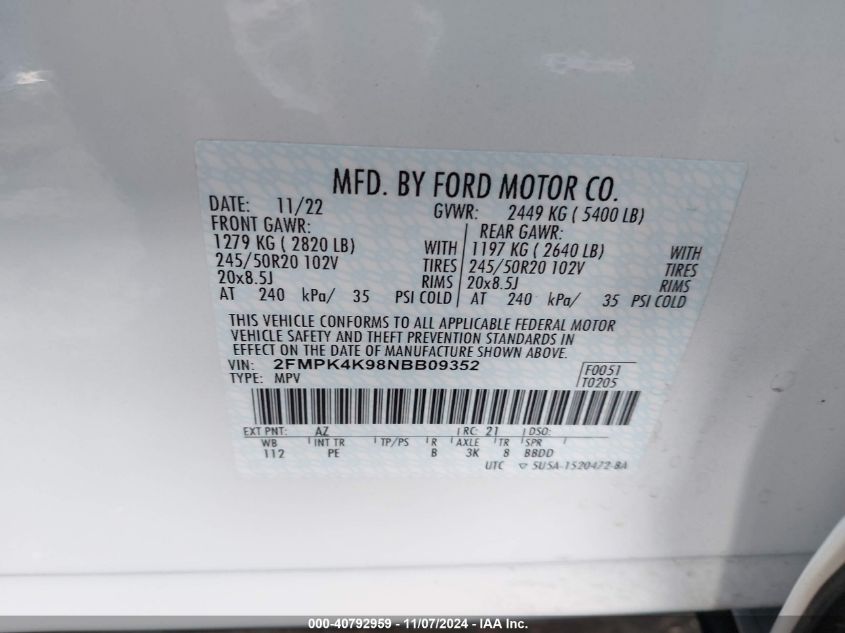 MFD. BY FORD MOTOR CO.
DATE: 11/22 GVWR: 2449 KG ( 5400 LB)
FRONT GAWR: REAR GAWR:
1279 KG ( 2820 LB) WITH 1197 KG ( 2640 LB) WITH
245/50R20 102V TIRES 245/50R20 102V TIRES
20x8.5J RIMS 20x8.5J RIMS
AT 240 kPa/ 35 PSI COLD AT 240 kPa/ 35 PSI COLD
THIS VEHICLE CONFORMS TO ALL APPLICABLE FEDERAL MOTOR
VEHICLE SAFETY AND THEFT PREVENTION STANDARDS IN
EFFECT ON THE DATE OF MANUFACTURE SHOWN ABOVE.
VIN: 2FMPK4K98NBB09352 F0051
TYPE: MPV T0205
EXT PNT: AZ RC: 21 DSO:
WB INT TR TP/PS R AXLE TR SPR
112 PE B 3K 8 BBDD
UTC ▽ 5U5A-1520472-BA
000-40792959 - 11/07/2024 - IAA Inc.